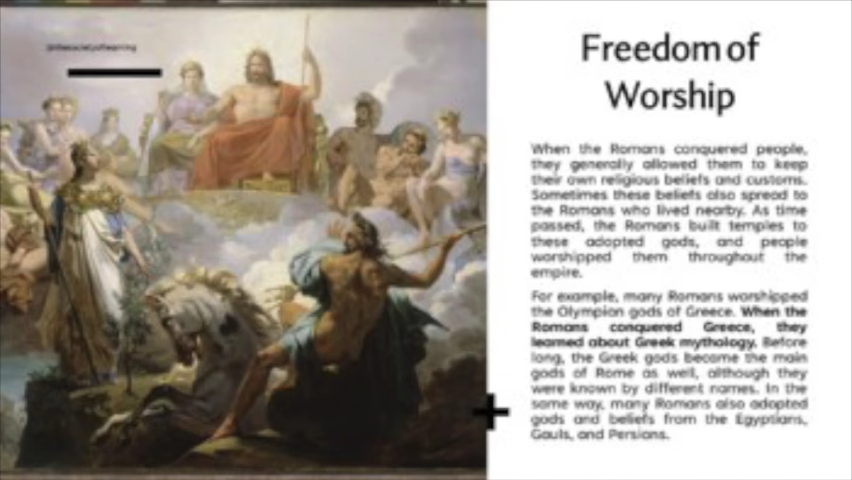 Freedom of
Worship
When the Romans conquered people,
they generally allowed them to keep
their own religious beliefs and customs.
Sometimes these beliefs also spread to
the Romans who lived nearby. As time
passed, the Romans built temples to
these adopted gods, and people
worshipped them throughout the
empire.
For example, many Romans worshipped
the Olympian gods of Greece. When the
Romans conquered Greece, they
learned about Greek mythology. Before
long, the Greek gods became the main
gods of Rome as well, although they
were known by different names. In the
same way, many Romans also adopted
gods and beliefs from the Egyptians,
Gauls, and Persians.